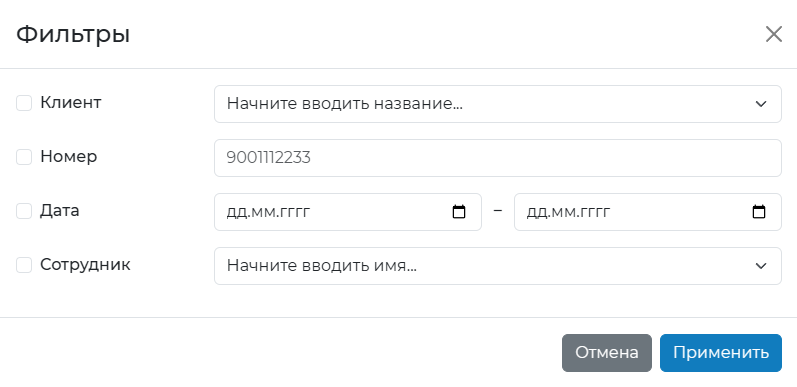 Фильтры
Клиент Начните вводить название...
Номер 9001112233
Дата дд.мм.гггг – дд.мм.гггг
Сотрудник Начните вводить имя...
Отмена Применить